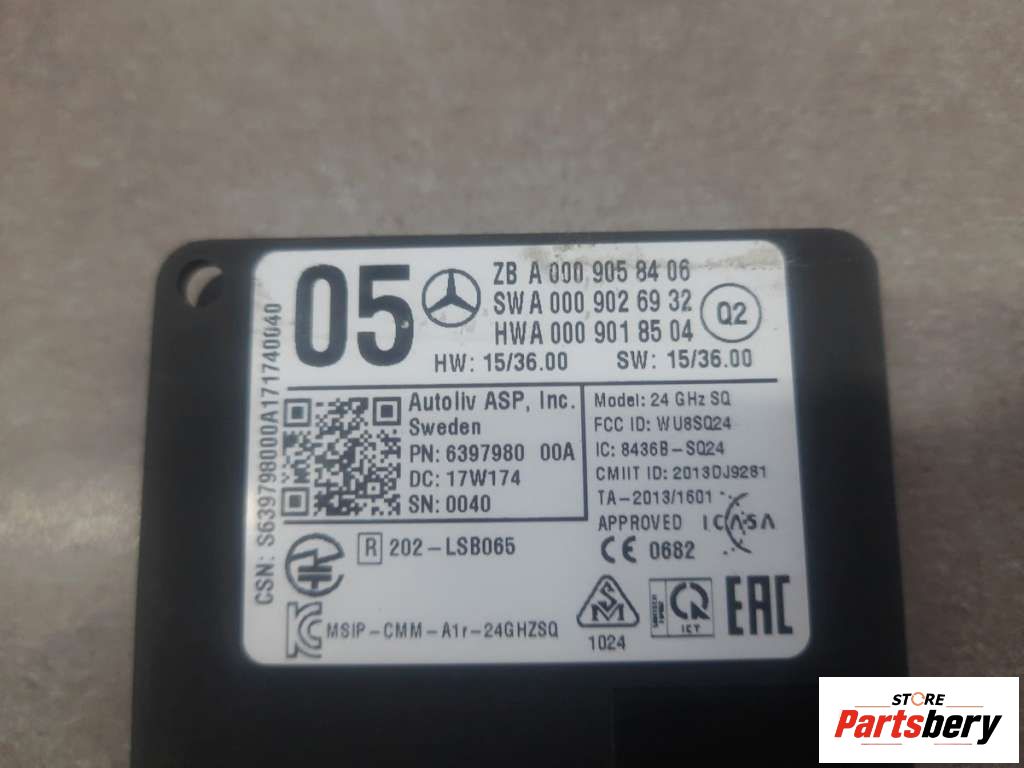 05
ZB A 000 905 84 06
SW A 000 902 69 32
HW A 000 901 85 04
Q2
HW: 15/36.00 SW: 15/36.00
CSN: S639798000A171740040
Autoliv ASP, Inc.
Sweden
PN: 6397980 00A
DC: 17W174
SN: 0040
Model: 24 GHz SQ
FCC ID: WU8SQ24
IC: 8436B-SQ24
CMIIT ID: 2013DJ9281
TA-2013/1601
APPROVED ICASA
CE 0682
R 202-LSB065
MSIP-CMM-A1r-24GHZSQ
1024
ICT
EAC
STORE
Partsbery